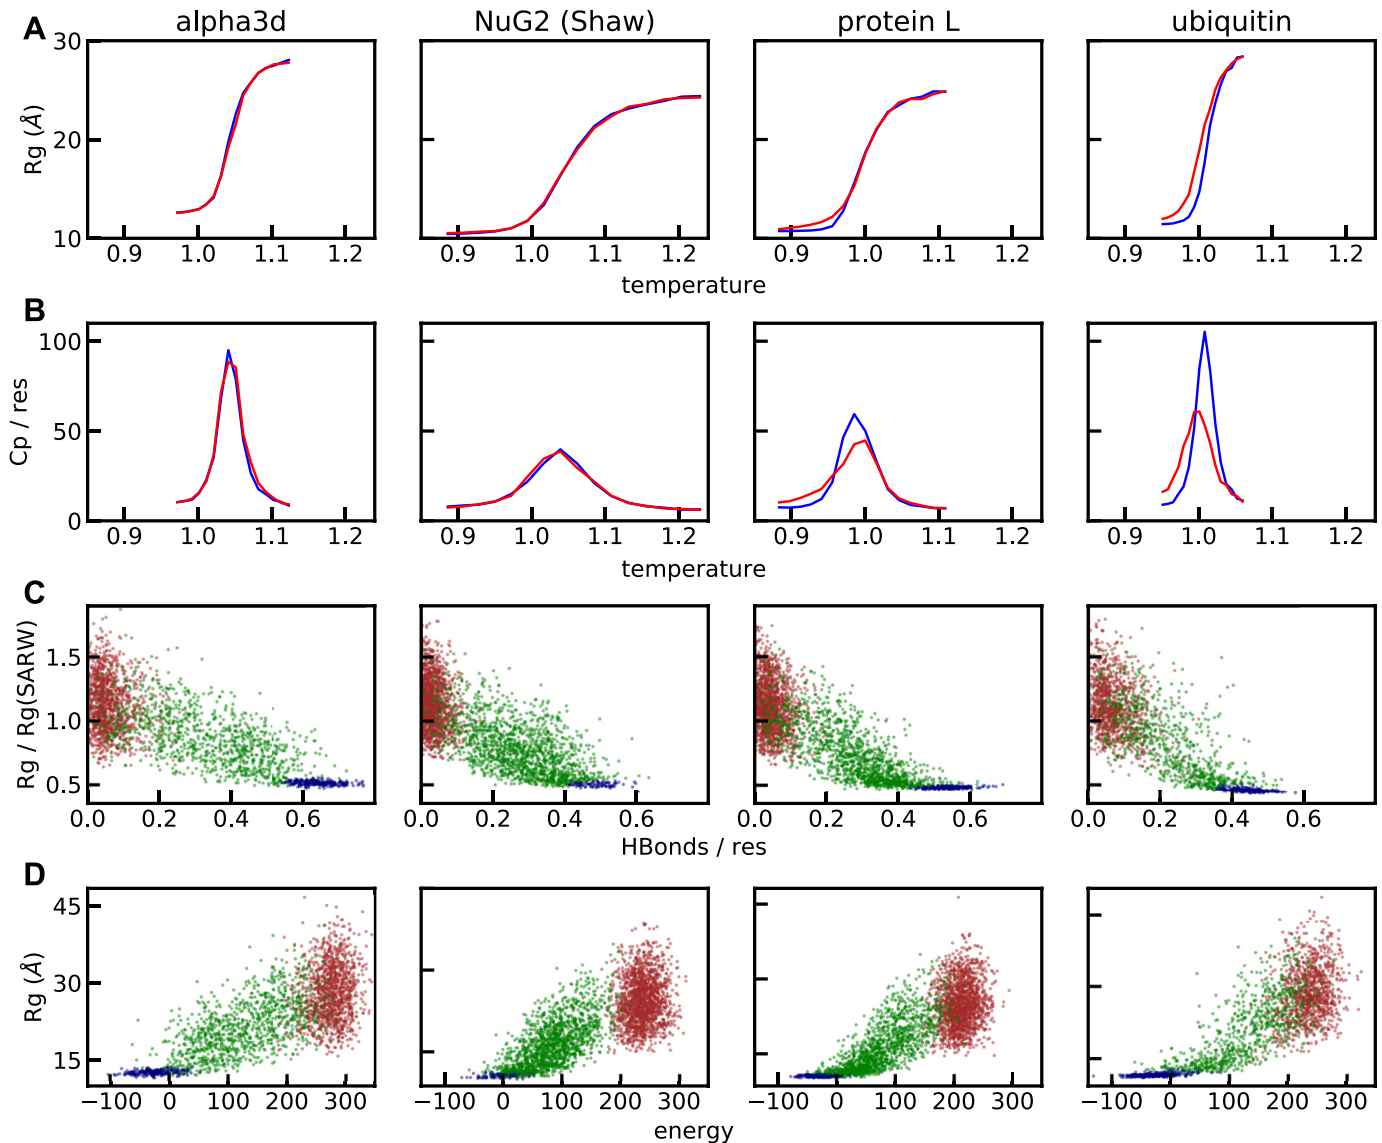 A alpha3d NuG2 (Shaw) protein L ubiquitin
30
20
10
Rg (Å)
0.9 1.0 1.1 1.2 0.9 1.0 1.1 1.2 0.9 1.0 1.1 1.2 0.9 1.0 1.1 1.2
temperature
B
100
50
0
Cp / res
0.9 1.0 1.1 1.2 0.9 1.0 1.1 1.2 0.9 1.0 1.1 1.2 0.9 1.0 1.1 1.2
temperature
C
1.5
1.0
0.5
Rg / Rg(SARW)
0.0 0.2 0.4 0.6 0.0 0.2 0.4 0.6 0.0 0.2 0.4 0.6 0.0 0.2 0.4 0.6
HBonds / res
D
45
30
15
Rg (Å)
−100 0 100 200 300 −100 0 100 200 300 −100 0 100 200 300 −100 0 100 200 300
energy